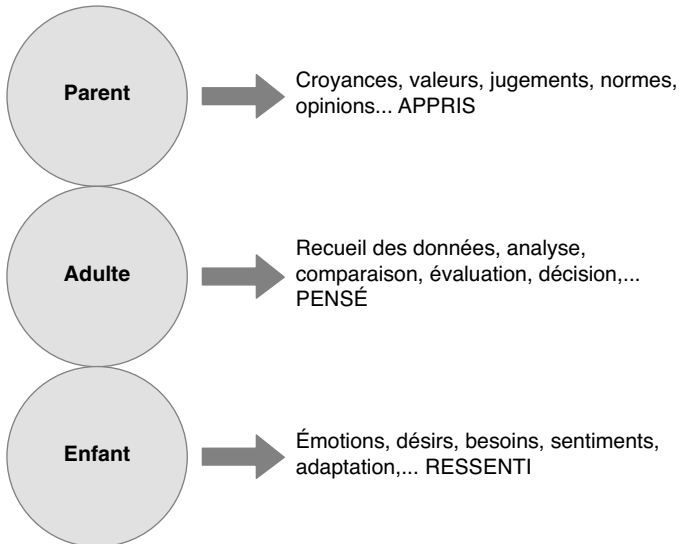 Parent
Croyances, valeurs, jugements, normes,
opinions... APPRIS
Adulte
Recueil des données, analyse,
comparaison, évaluation, décision,...
PENSÉ
Enfant
Émotions, désirs, besoins, sentiments,
adaptation,... RESSENTI